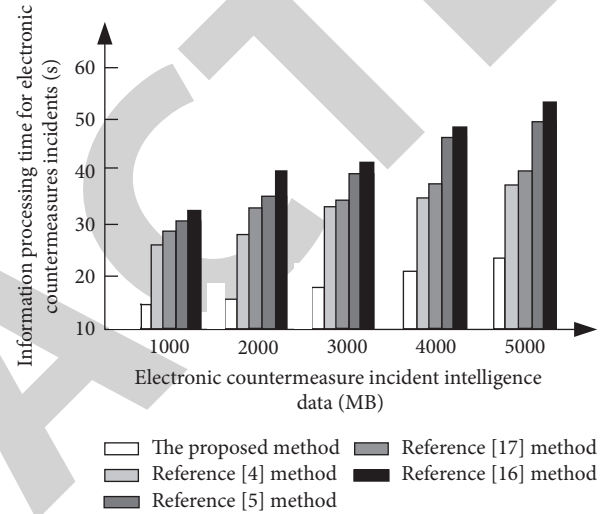 Information processing time for electronic
countermeasures incidents (s)
60
50
40
30
20
10
1000 2000 3000 4000 5000
Electronic countermeasure incident intelligence
data (MB)
The proposed method
Reference [4] method
Reference [5] method
Reference [17] method
Reference [16] method